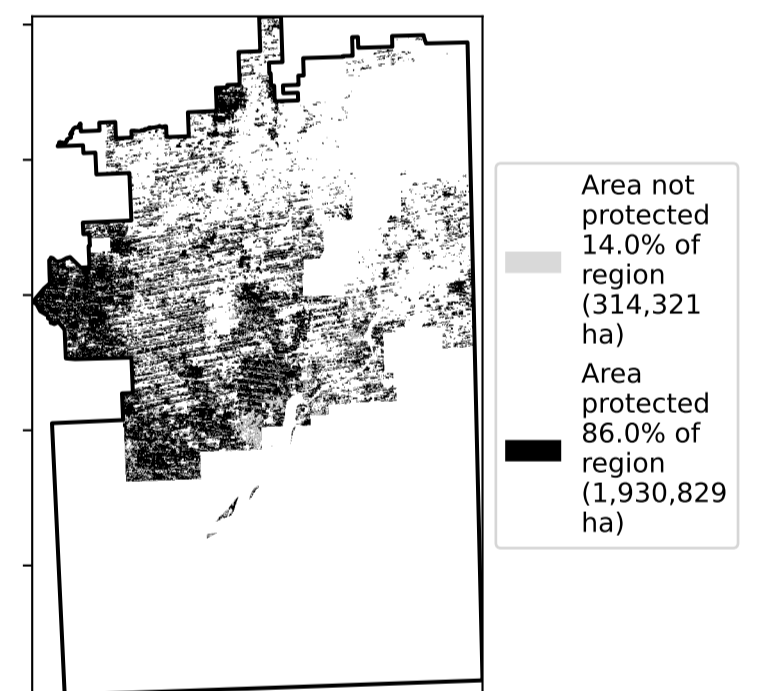 Area not
protected
14.0% of
region
(314,321
ha)
Area
protected
86.0% of
region
(1,930,829
ha)